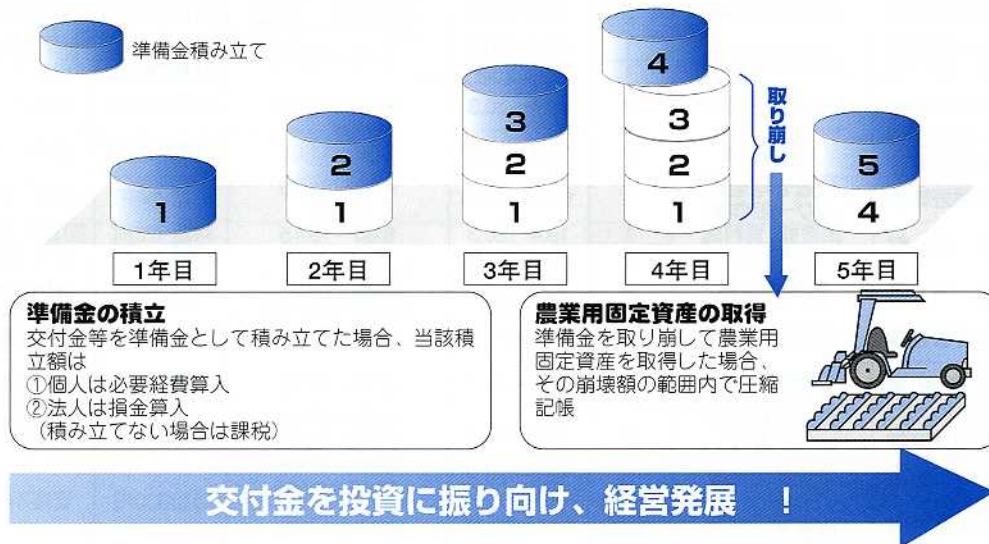 準備金積み立て
1
2
1
3
2
1
4
3
2
1
取り崩し
5
4
1年目
2年目
3年目
4年目
5年目
準備金の積立
交付金等を準備金として積み立てた場合、当該積
立額は
①個人は必要経費算入
②法人は損金算入
(積み立てない場合は課税)
農業用固定資産の取得
準備金を取り崩して農業用
固定資産を取得した場合、
その崩壊額の範囲内で圧縮
記帳
交付金を投資に振り向け、経営発展 !